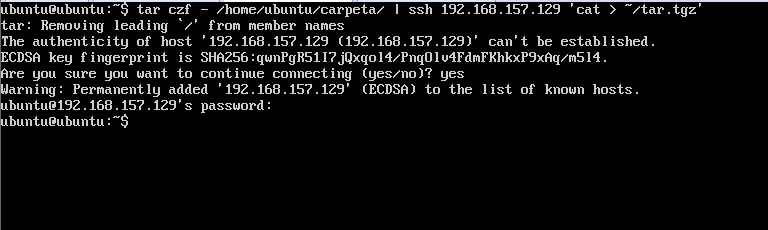 ubuntu@ubuntu:~$ tar czf - /home/ubuntu/carpeta/ | ssh 192.168.157.129 'cat > ~/tar.tgz'
tar: Removing leading `/' from member names
The authenticity of host '192.168.157.129 (192.168.157.129)' can't be established.
ECDSA key fingerprint is SHA256:qwnPgR51I7jQxqol4/PnqOlv4FdmFKhkxP9xAq/m5l4.
Are you sure you want to continue connecting (yes/no)? yes
Warning: Permanently added '192.168.157.129' (ECDSA) to the list of known hosts.
ubuntu@192.168.157.129's password:
ubuntu@ubuntu:~$